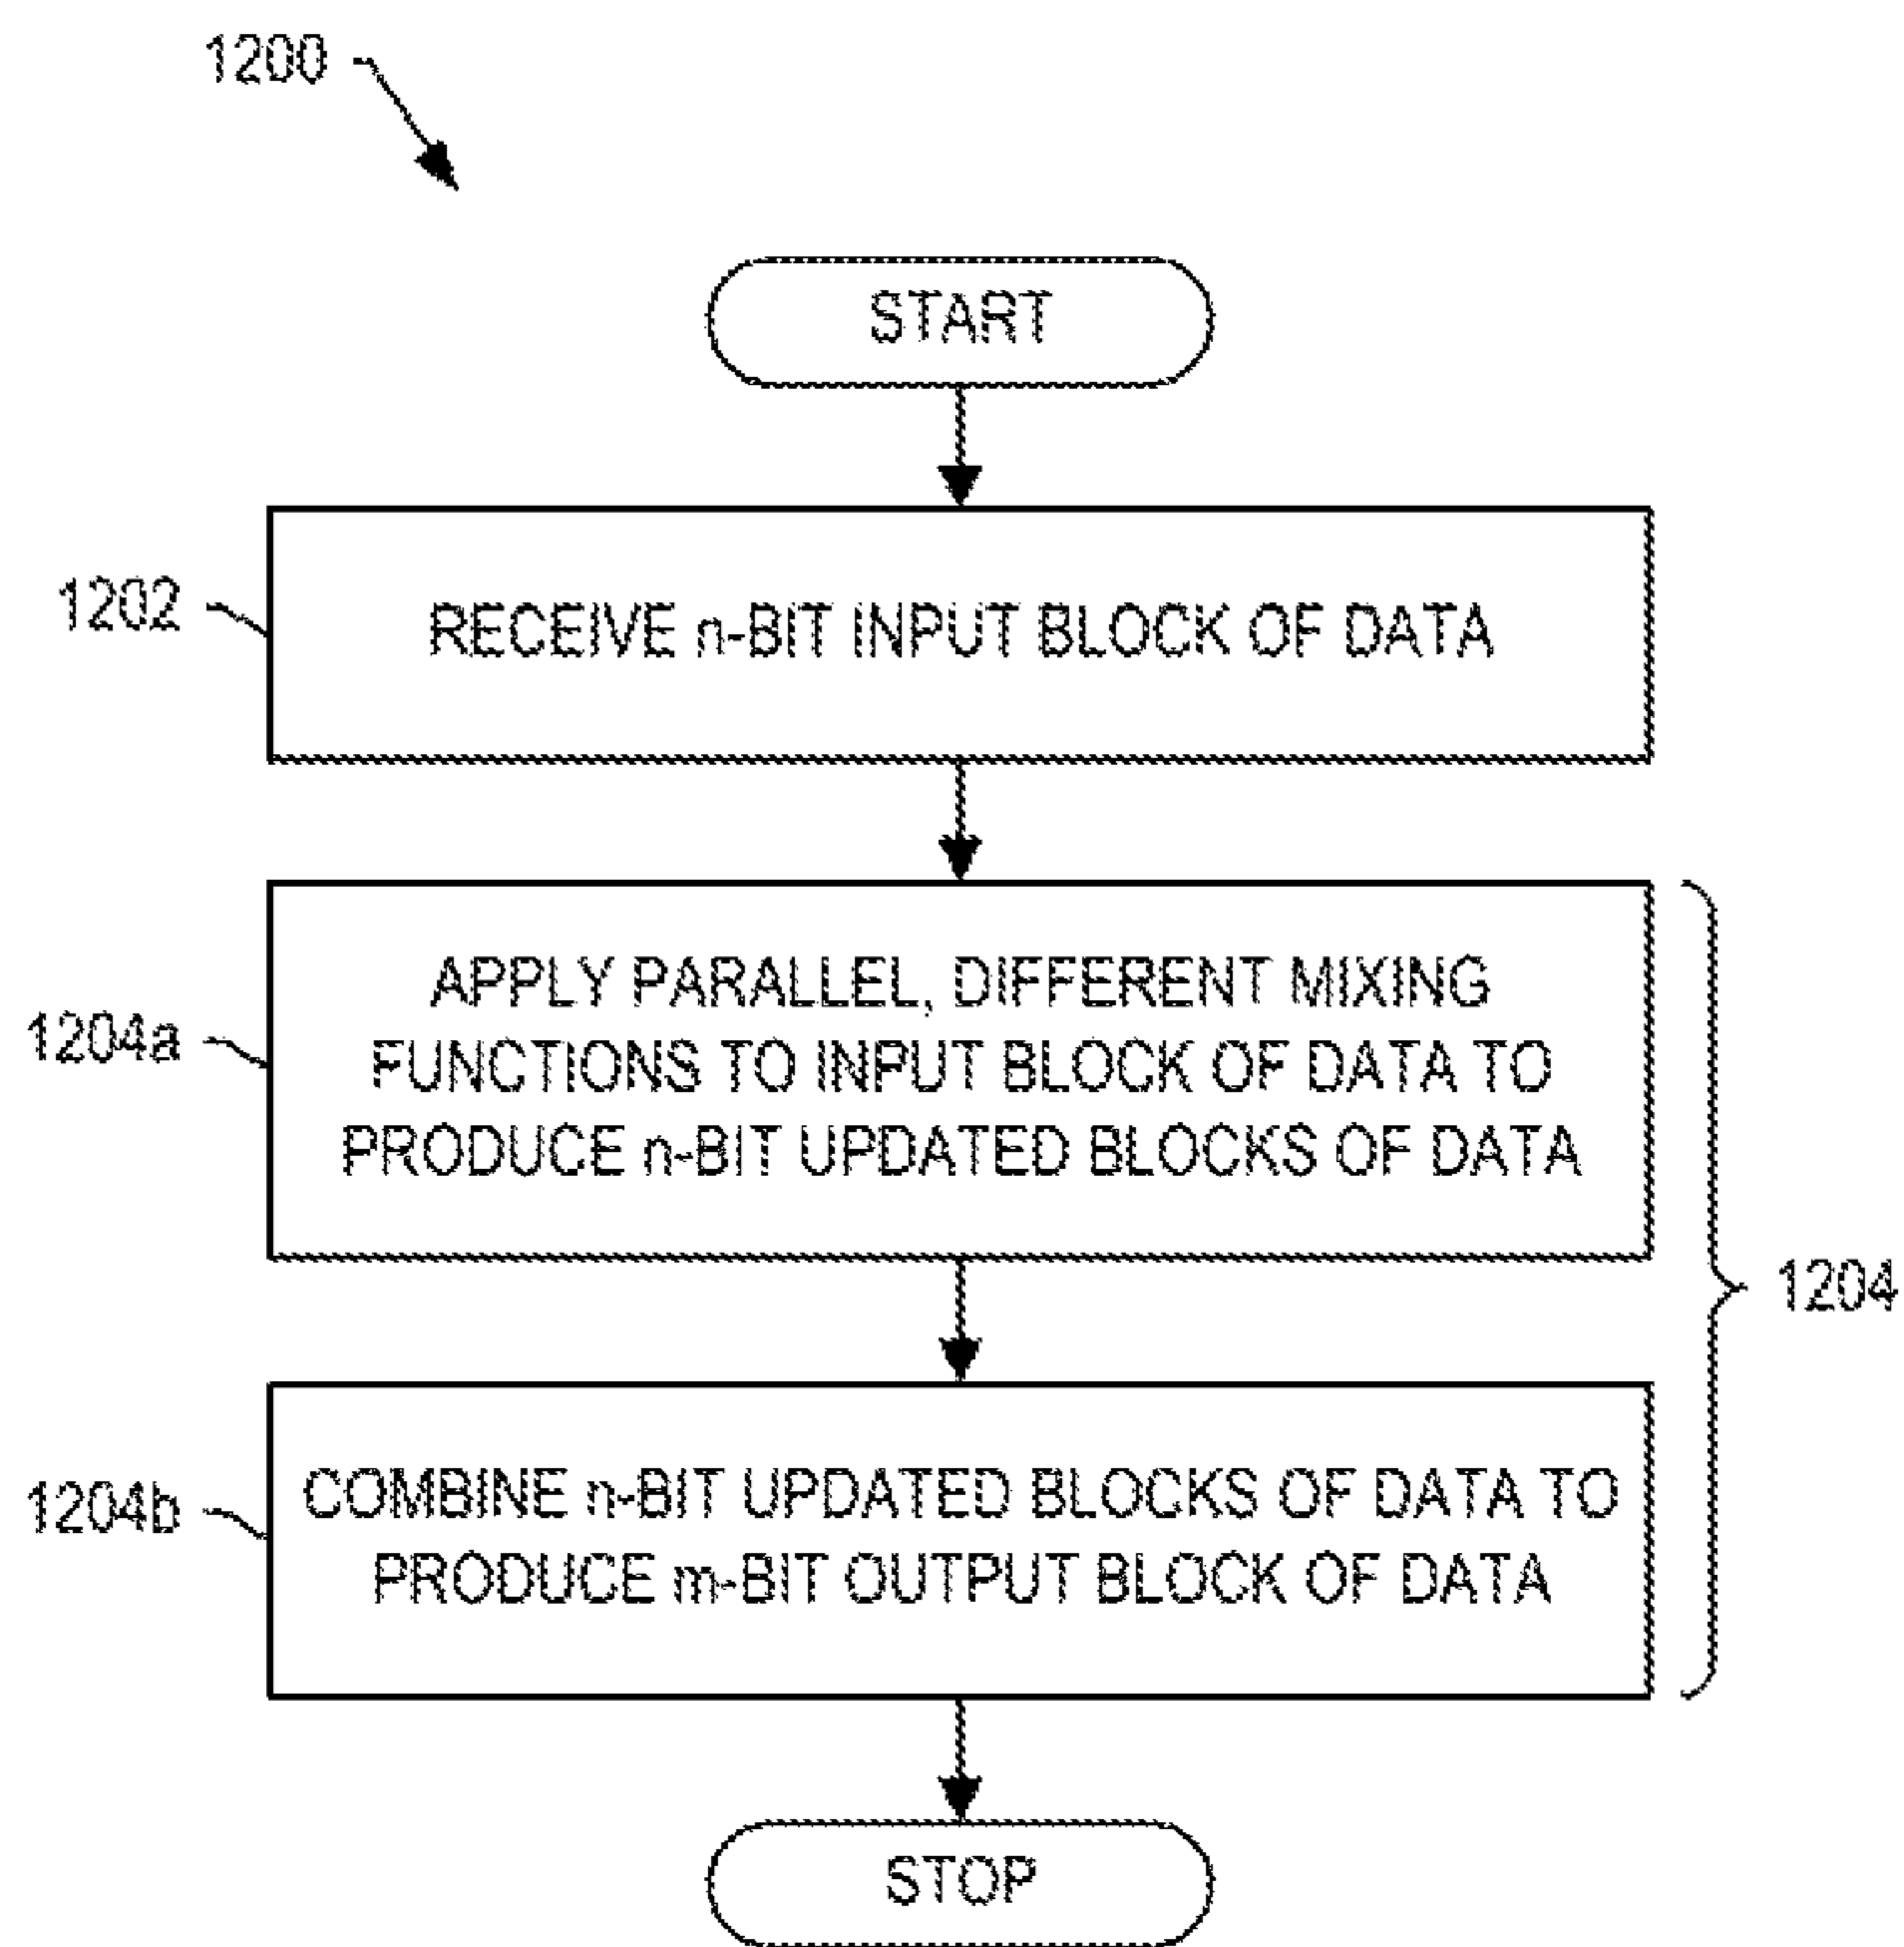 1200
START
1202
RECEIVE n-BIT INPUT BLOCK OF DATA
1204a
APPLY PARALLEL, DIFFERENT MIXING
FUNCTIONS TO INPUT BLOCK OF DATA TO
PRODUCE n-BIT UPDATED BLOCKS OF DATA
1204
1204b
COMBINE n-BIT UPDATED BLOCKS OF DATA TO
PRODUCE m-BIT OUTPUT BLOCK OF DATA
STOP